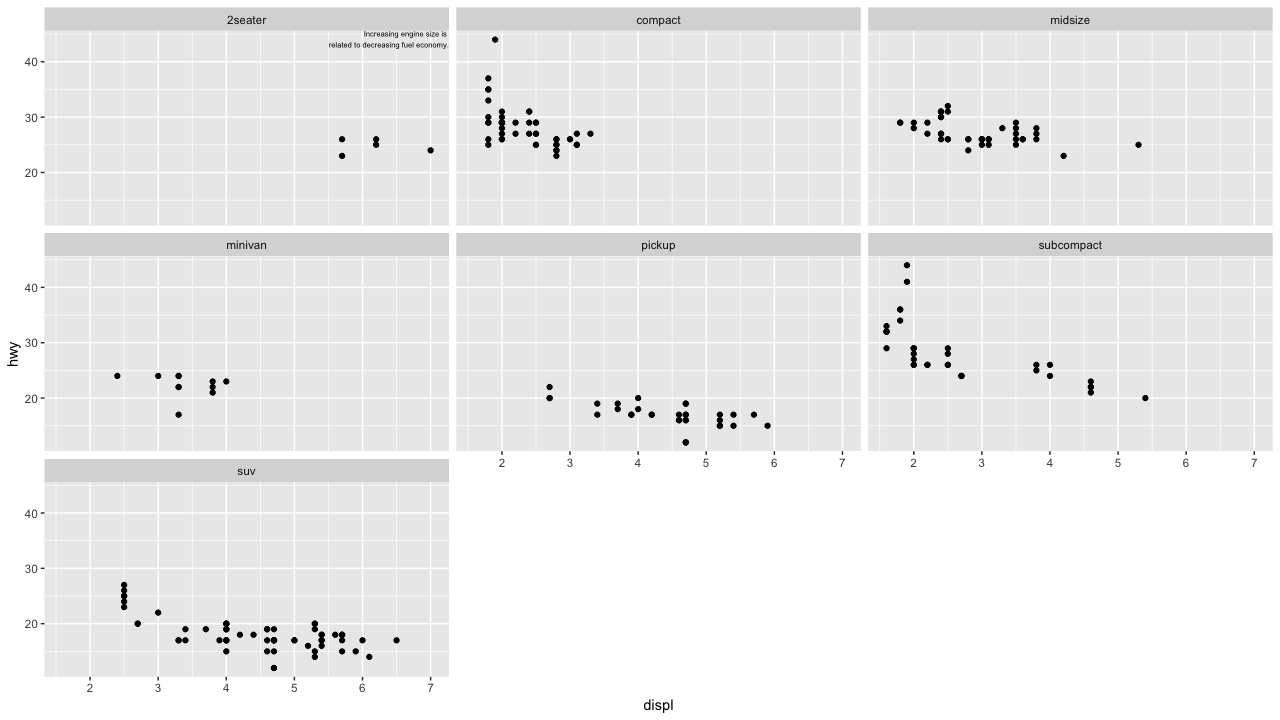 2seater
compact
midsize
Increasing engine size is
related to decreasing fuel economy.
40
30
20
minivan
pickup
subcompact
40
30
20
hwy
2 3 4 5 6 7
2 3 4 5 6 7
suv
40
30
20
2 3 4 5 6 7
displ